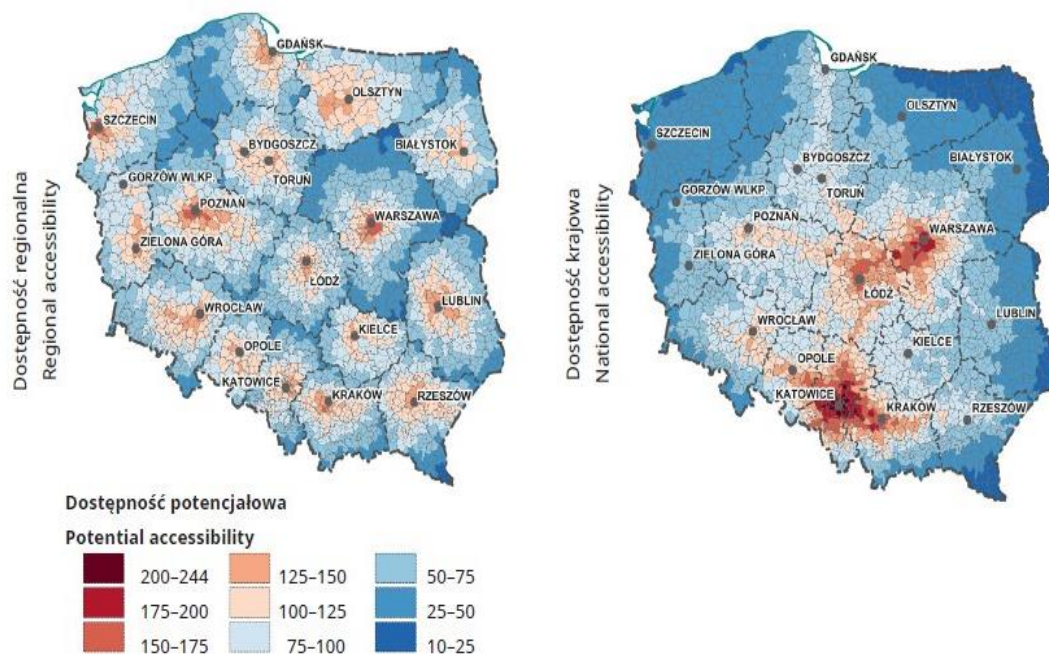 Dostępność regionalna
Regional accessibility
GDAŃSK
OLSZTYN
SZCZECIN
BYDGOSZCZ
BIAŁYSTOK
TORUŃ
GORZÓW WLKP.
POZNAŃ
WARSZAWA
ZIELONA GÓRA
ŁÓDŹ
LUBLIN
WROCŁAW
KIELCE
OPOLE
KATOWICE
KRAKÓW
RZESZÓW
Dostępność krajowa
National accessibility
GDAŃSK
OLSZTYN
SZCZECIN
BYDGOSZCZ
BIAŁYSTOK
TORUŃ
GORZÓW WLKP.
POZNAŃ
WARSZAWA
ZIELONA GÓRA
ŁÓDŹ
LUBLIN
WROCŁAW
KIELCE
OPOLE
KATOWICE
KRAKÓW
RZESZÓW
Dostępność potencjałowa
Potential accessibility
200–244 125–150 50–75
175–200 100–125 25–50
150–175 75–100 10–25